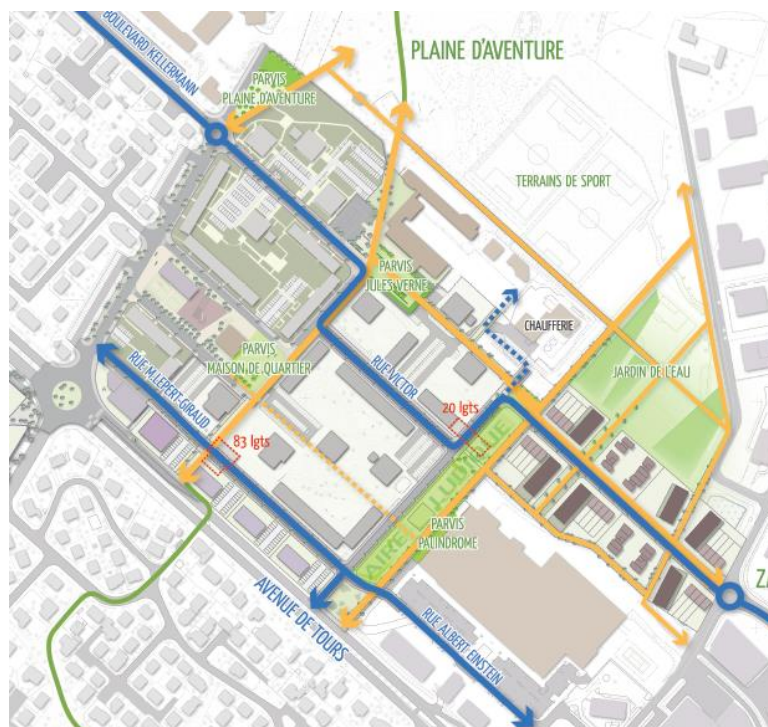 BOULEVARD KELLERMANN
PLAINE D'AVENTURE
PARVIS
PLAINE D'AVENTURE
TERRAINS DE SPORT
PARVIS
JULES VERNE
CHAUFFERIE
PARVIS
MAISON DE QUARTIER
RUE VICTOR
JARDIN DE L'EAU
RUE M.LEPERT-GIRAUD
20 lgts
83 lgts
AIRE LUDIQUE
PARVIS
PALINDROME
AVENUE DE TOURS
RUE ALBERT EINSTEIN
ZA